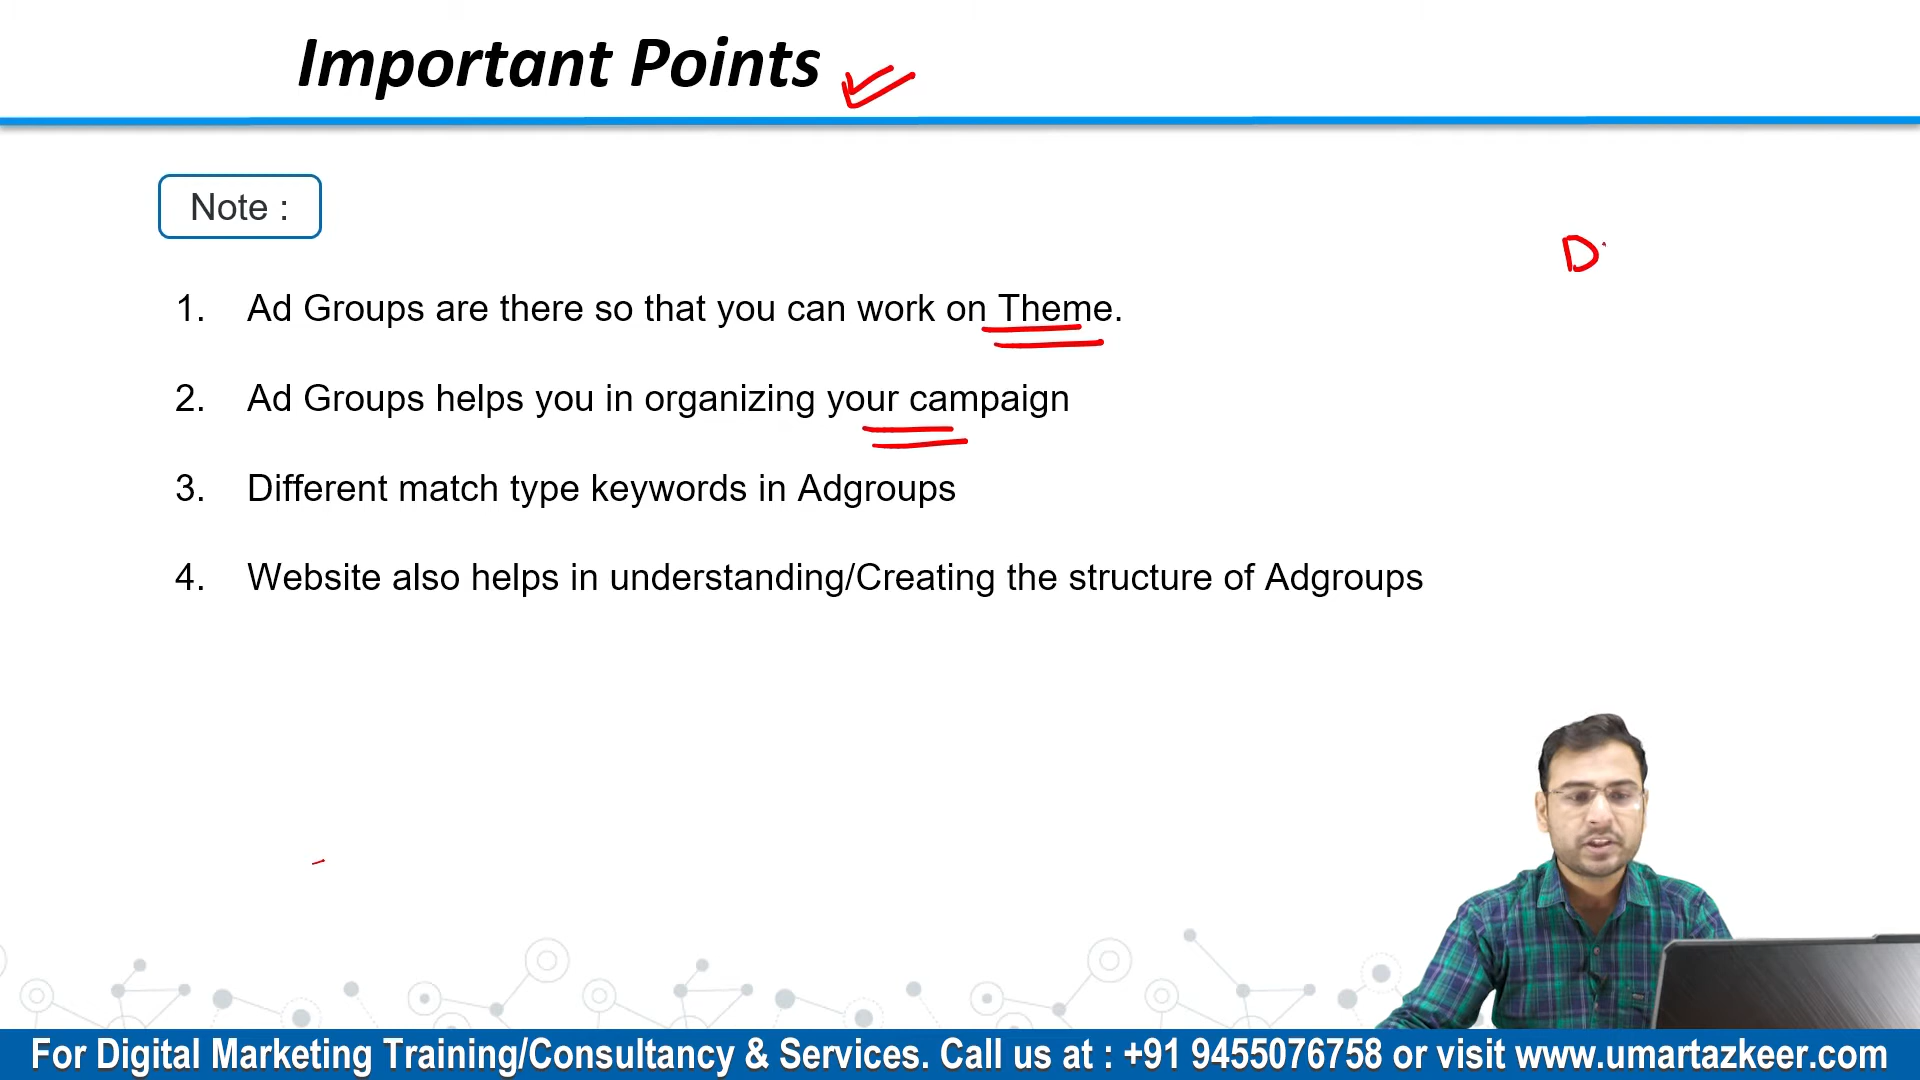 Important Points
Note :
D
1. Ad Groups are there so that you can work on Theme.
2. Ad Groups helps you in organizing your campaign
3. Different match type keywords in Adgroups
4. Website also helps in understanding/Creating the structure of Adgroups
For Digital Marketing Training/Consultancy & Services. Call us at : +91 9455076758 or visit www.umartazkeer.com